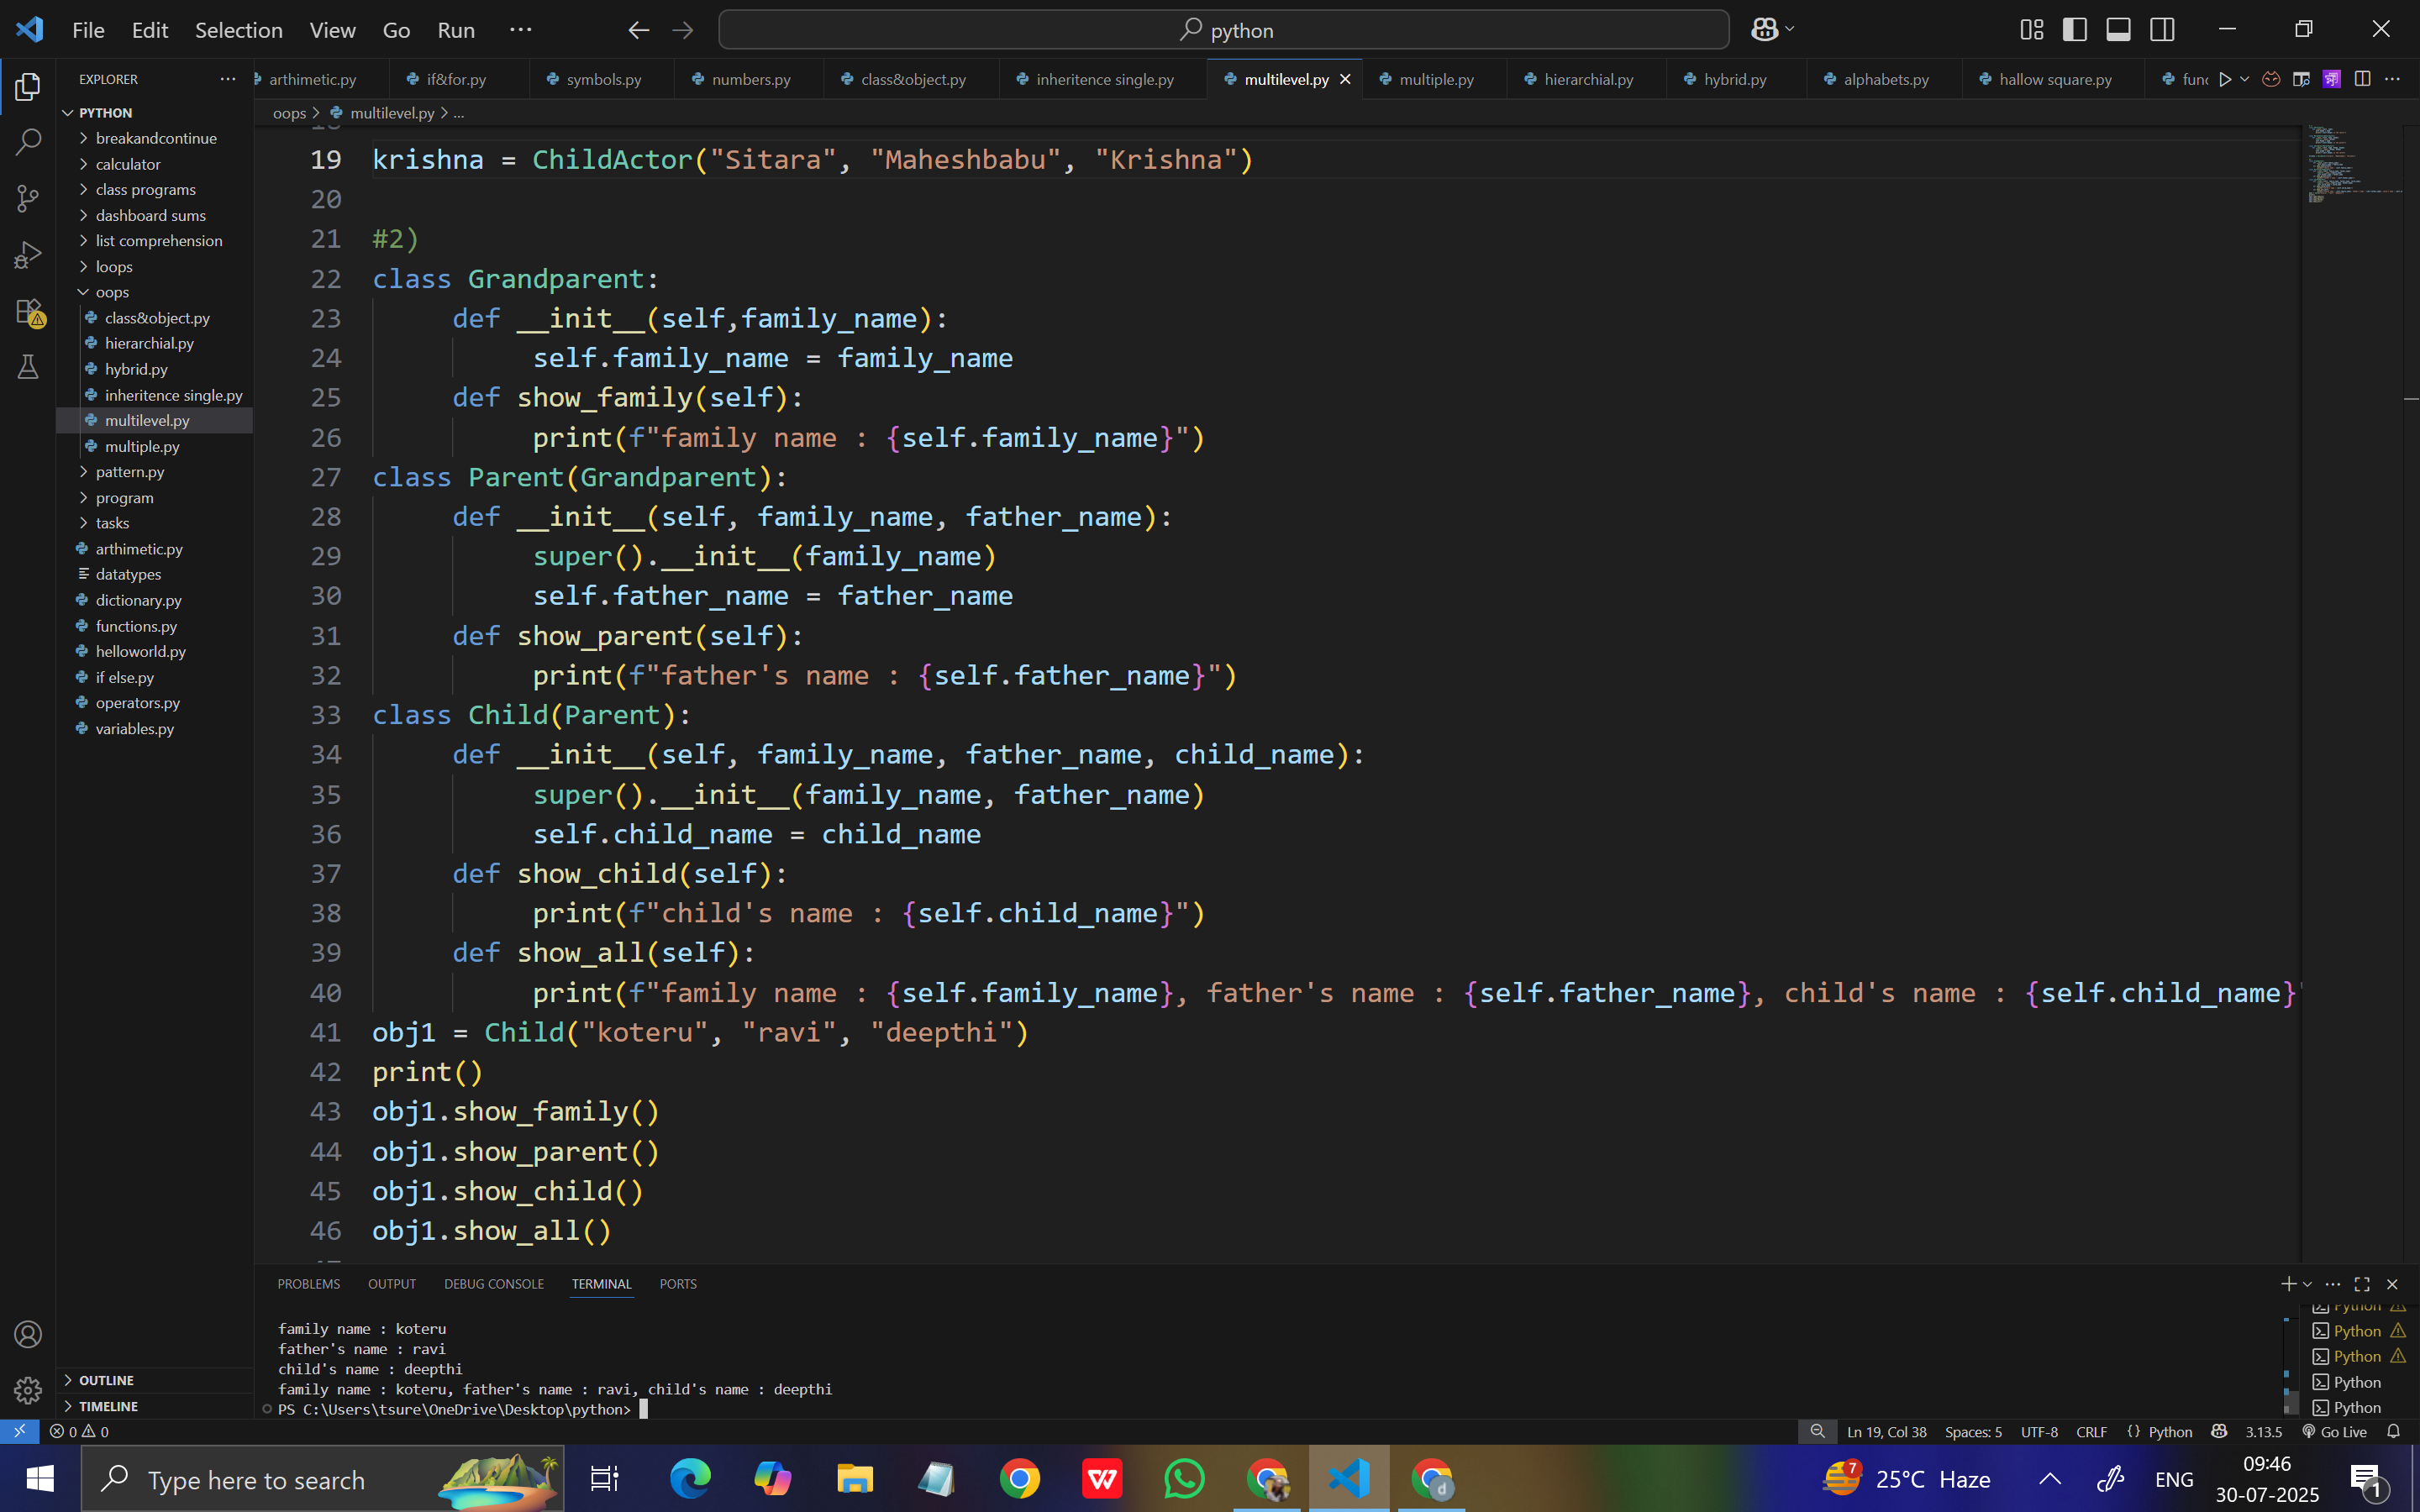 File Edit Selection View Go Run ··· python
EXPLORER ···
PYTHON
breakandcontinue
calculator
class programs
dashboard sums
list comprehension
loops
oops
class&object.py
hierarchial.py
hybrid.py
inheritence single.py
multilevel.py
multiple.py
pattern.py
program
tasks
arthimetic.py
datatypes
dictionary.py
functions.py
helloworld.py
if else.py
operators.py
variables.py
OUTLINE
TIMELINE
arthimetic.py if&for.py symbols.py numbers.py class&object.py inheritence single.py multilevel.py multiple.py hierarchial.py hybrid.py alphabets.py hallow square.py
oops > multilevel.py > ...
19 krishna = ChildActor("Sitara", "Maheshbabu", "Krishna")
20
21 #2)
22 class Grandparent:
23 def __init__(self,family_name):
24 self.family_name = family_name
25 def show_family(self):
26 print(f"family name : {self.family_name}")
27 class Parent(Grandparent):
28 def __init__(self, family_name, father_name):
29 super().__init__(family_name)
30 self.father_name = father_name
31 def show_parent(self):
32 print(f"father's name : {self.father_name}")
33 class Child(Parent):
34 def __init__(self, family_name, father_name, child_name):
35 super().__init__(family_name, father_name)
36 self.child_name = child_name
37 def show_child(self):
38 print(f"child's name : {self.child_name}")
39 def show_all(self):
40 print(f"family name : {self.family_name}, father's name : {self.father_name}, child's name : {self.child_name}
41 obj1 = Child("koteru", "ravi", "deepthi")
42 print()
43 obj1.show_family()
44 obj1.show_parent()
45 obj1.show_child()
46 obj1.show_all()
PROBLEMS OUTPUT DEBUG CONSOLE TERMINAL PORTS
family name : koteru
father's name : ravi
child's name : deepthi
family name : koteru, father's name : ravi, child's name : deepthi
PS C:\Users\tsure\OneDrive\Desktop\python>
Python
Python
Python
Python
Python
0 0 Ln 19, Col 38 Spaces: 5 UTF-8 CRLF {} Python 3.13.5 Go Live
Type here to search 7 25°C Haze ENG 09:46
30-07-2025 1